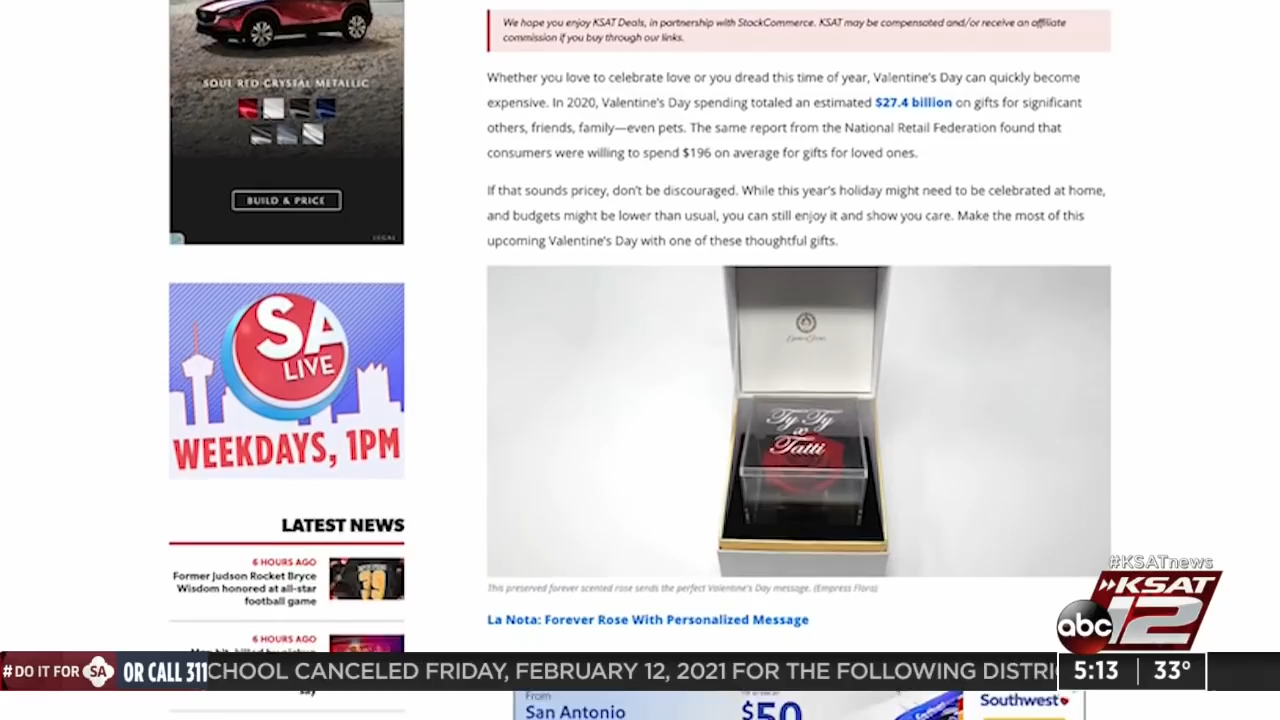 We hope you enjoy KSAT Deals, in partnership with StackCommerce. KSAT may be compensated and/or receive an affiliate
commission if you buy through our links.
Whether you love to celebrate love or you dread this time of year, Valentine's Day can quickly become
expensive. In 2020, Valentine's Day spending totaled an estimated $27.4 billion on gifts for significant
others, friends, family—even pets. The same report from the National Retail Federation found that
consumers were willing to spend $196 on average for gifts for loved ones.
If that sounds pricey, don't be discouraged. While this year's holiday might need to be celebrated at home,
and budgets might be lower than usual, you can still enjoy it and show you care. Make the most of this
upcoming Valentine's Day with one of these thoughtful gifts.
Ty Ty
x
Tatti
This preserved forever scented rose sends the perfect Valentine's Day message. (Empress Flora)
La Nota: Forever Rose With Personalized Message
SOUL RED CRYSTAL METALLIC
BUILD & PRICE
LEGAL
SA
LIVE
WEEKDAYS, 1PM
LATEST NEWS
6 HOURS AGO
Former Judson Rocket Bryce
Wisdom honored at all-star
football game
39
6 HOURS AGO
say
From
San Antonio
$50
Southwest
#KSATnews
KSAT
abc 12
#DO IT FOR SA OR CALL 311
CHOOL CANCELED FRIDAY, FEBRUARY 12, 2021 FOR THE FOLLOWING DISTRI
5:13 33°